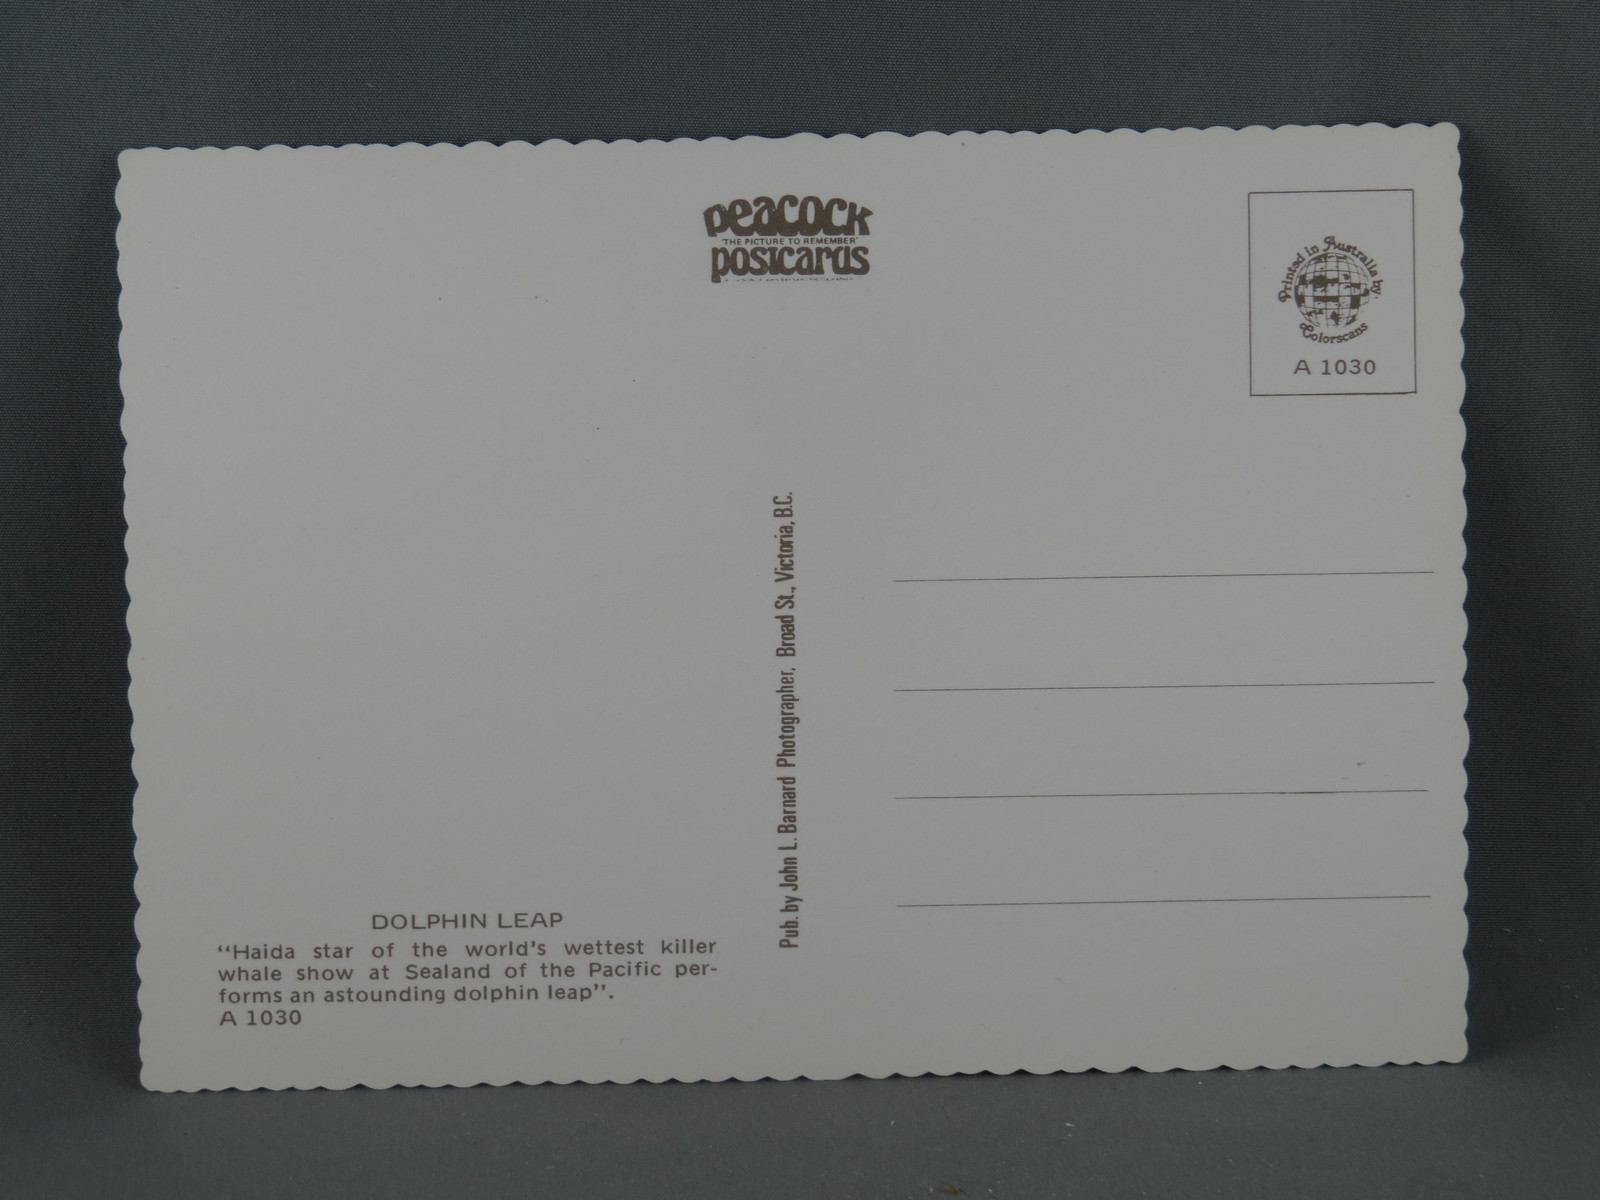 peacock
'THE PICTURE TO REMEMBER'
postcards
Printed in Australia by
Colorscans
A 1030
Pub. by John L. Barnard Photographer, Broad St., Victoria, B.C.
DOLPHIN LEAP
“Haida star of the world's wettest killer
whale show at Sealand of the Pacific per-
forms an astounding dolphin leap”.
A 1030